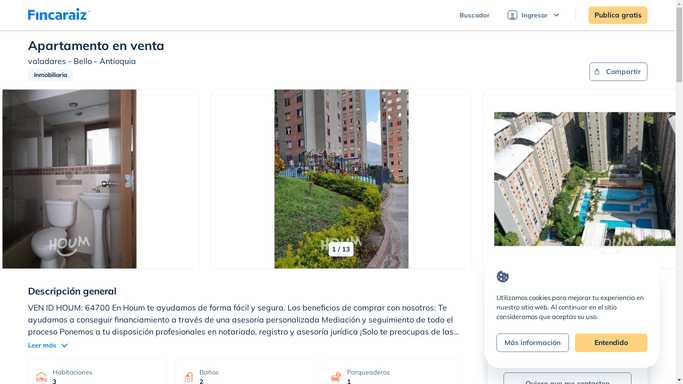 Fincaraiz
Buscador
Ingresar
Publica gratis
Apartamento en venta
valadares - Bello - Antioquia
Inmobiliaria
Compartir
HOUM
HOUM
1 / 13
HOUM
Descripción general
VEN ID HOUM: 64700 En Houm te ayudamos de forma fácil y segura. Los beneficios de comprar con nosotros: Te
ayudamos a conseguir financiamiento a través de una asesoría personalizada Mediación y seguimiento de todo el
proceso Ponemos a tu disposición profesionales en notariado, registro y asesoría jurídica ¡Solo te preocupas de las...
Leer más
Habitaciones
3
Baños
2
Parqueaderos
1
Utilizamos cookies para mejorar tu experiencia en
nuestro sitio web. Al continuar en el sitio
consideramos que aceptas su uso.
Más información
Entendido
Quiero que me contacten